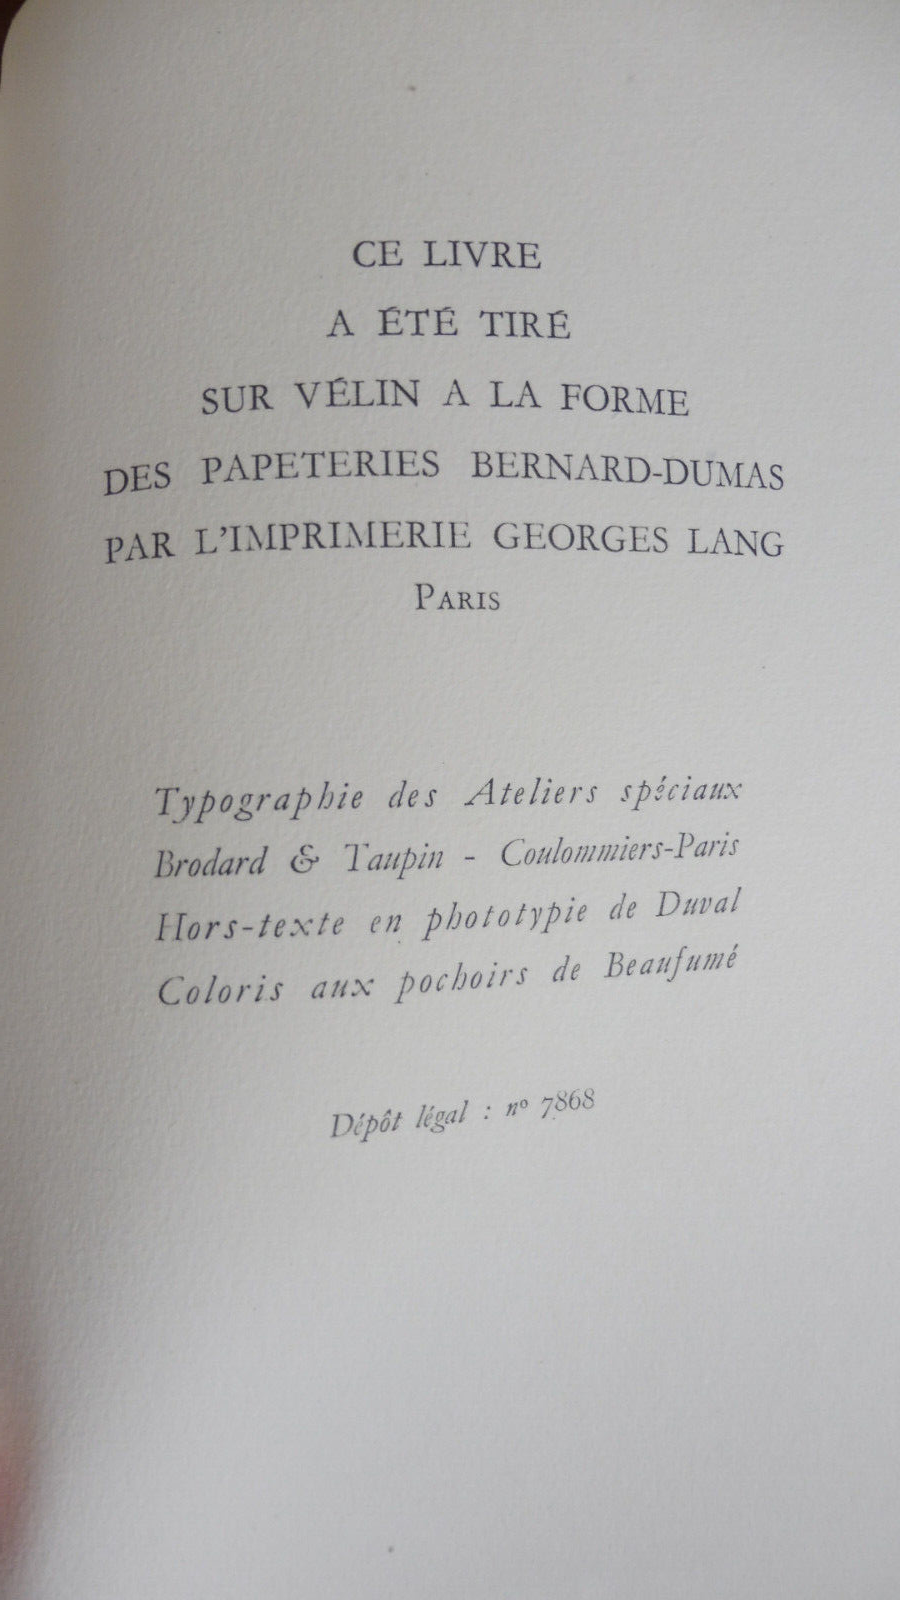 CE LIVRE
A ÉTÉ TIRÉ
SUR VÉLIN A LA FORME
DES PAPETERIES BERNARD-DUMAS
PAR L'IMPRIMERIE GEORGES LANG
PARIS
Typographie des Ateliers spéciaux
Brodard & Taupin - Coulommiers-Paris
Hors-texte en phototypie de Duval
Coloris aux pochoirs de Beaufumé
Dépôt légal : nº 7868